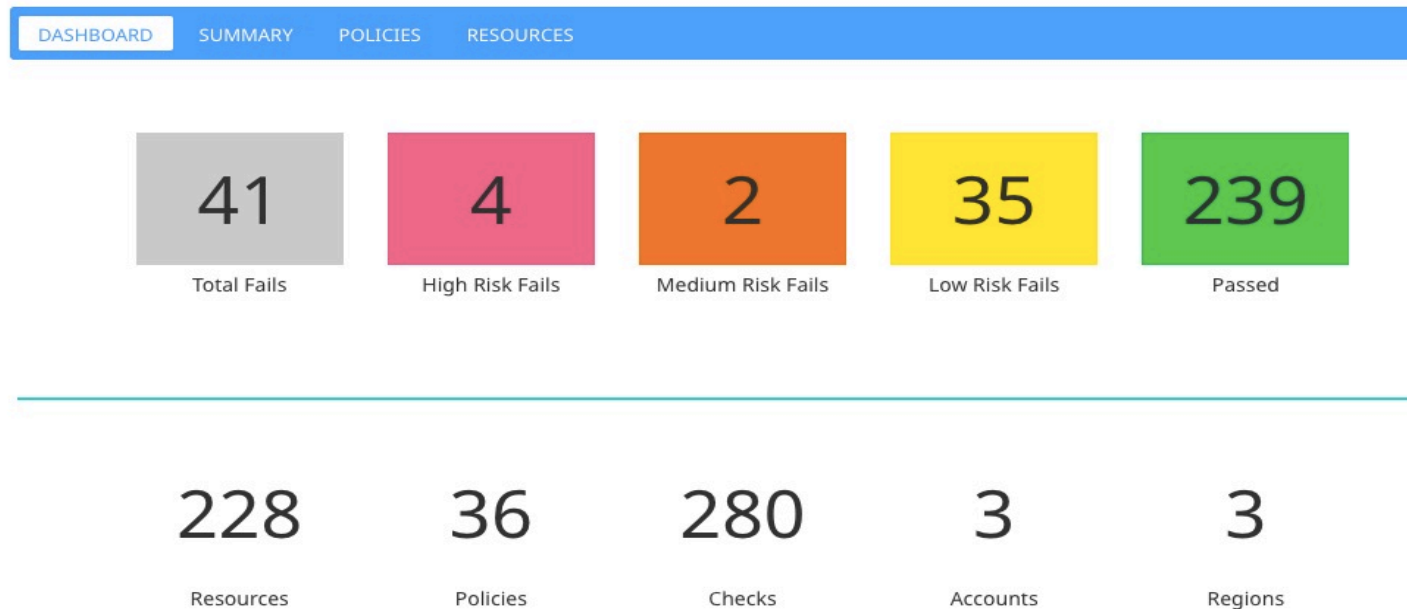 DASHBOARD SUMMARY POLICIES RESOURCES
41 4 2 35 239
Total Fails High Risk Fails Medium Risk Fails Low Risk Fails Passed
228 36 280 3 3
Resources Policies Checks Accounts Regions